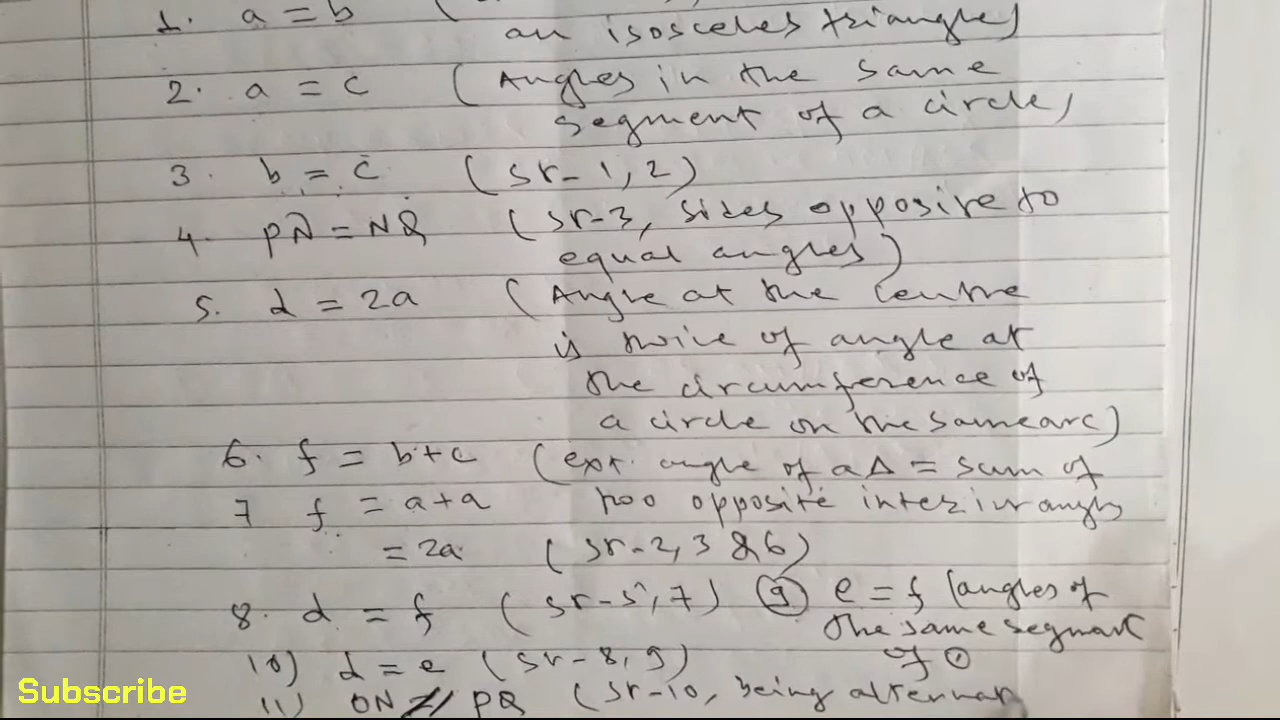 1. a = b (
an isosceles triangle)
2. a = c (Angles in the same
segment of a circle)
3. b = c (Sr-1,2)
4. PN = NQ (Sr-3, sides opposite to
equal angles)
5. d = 2a (Angle at the centre
is twice of angle at
the circumference of
a circle on the same arc)
6. f = b+c (ext. angle of a Δ = sum of
two opposite interior angles
7 f = a+a
= 2a (Sr-2,3 &6)
8. d = f (Sr-5,7) (9) e = f (angles of
the same segment
of ⊙
10) d = e (Sr-8,9)
11) ON // PQ (Sr-10, being
Subscribe